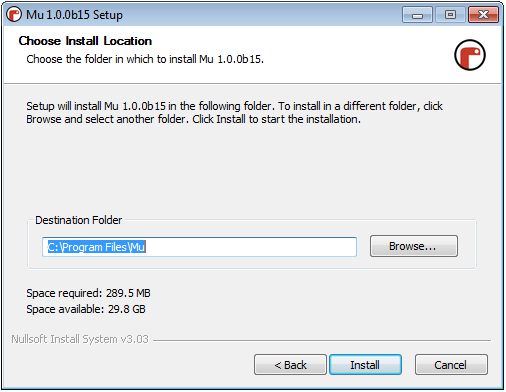 Mu 1.0.0b15 Setup
Choose Install Location
Choose the folder in which to install Mu 1.0.0b15.
Setup will install Mu 1.0.0b15 in the following folder. To install in a different folder, click
Browse and select another folder. Click Install to start the installation.
Destination Folder
C:\Program Files\Mu
Browse...
Space required: 289.5 MB
Space available: 29.8 GB
Nullsoft Install System v3.03
< Back
Install
Cancel